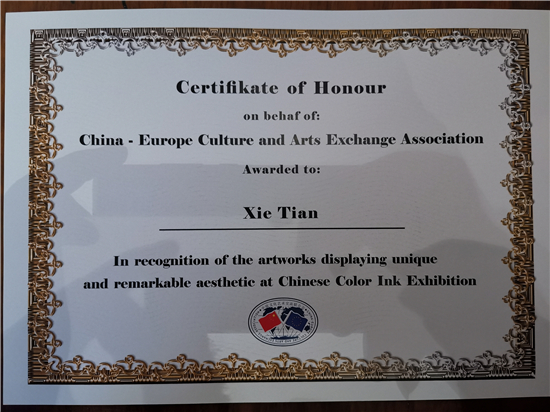 Certifikate of Honour
on behaf of:
China - Europe Culture and Arts Exchange Association
Awarded to:
Xie Tian
In recognition of the artworks displaying unique
and remarkable aesthetic at Chinese Color Ink Exhibition